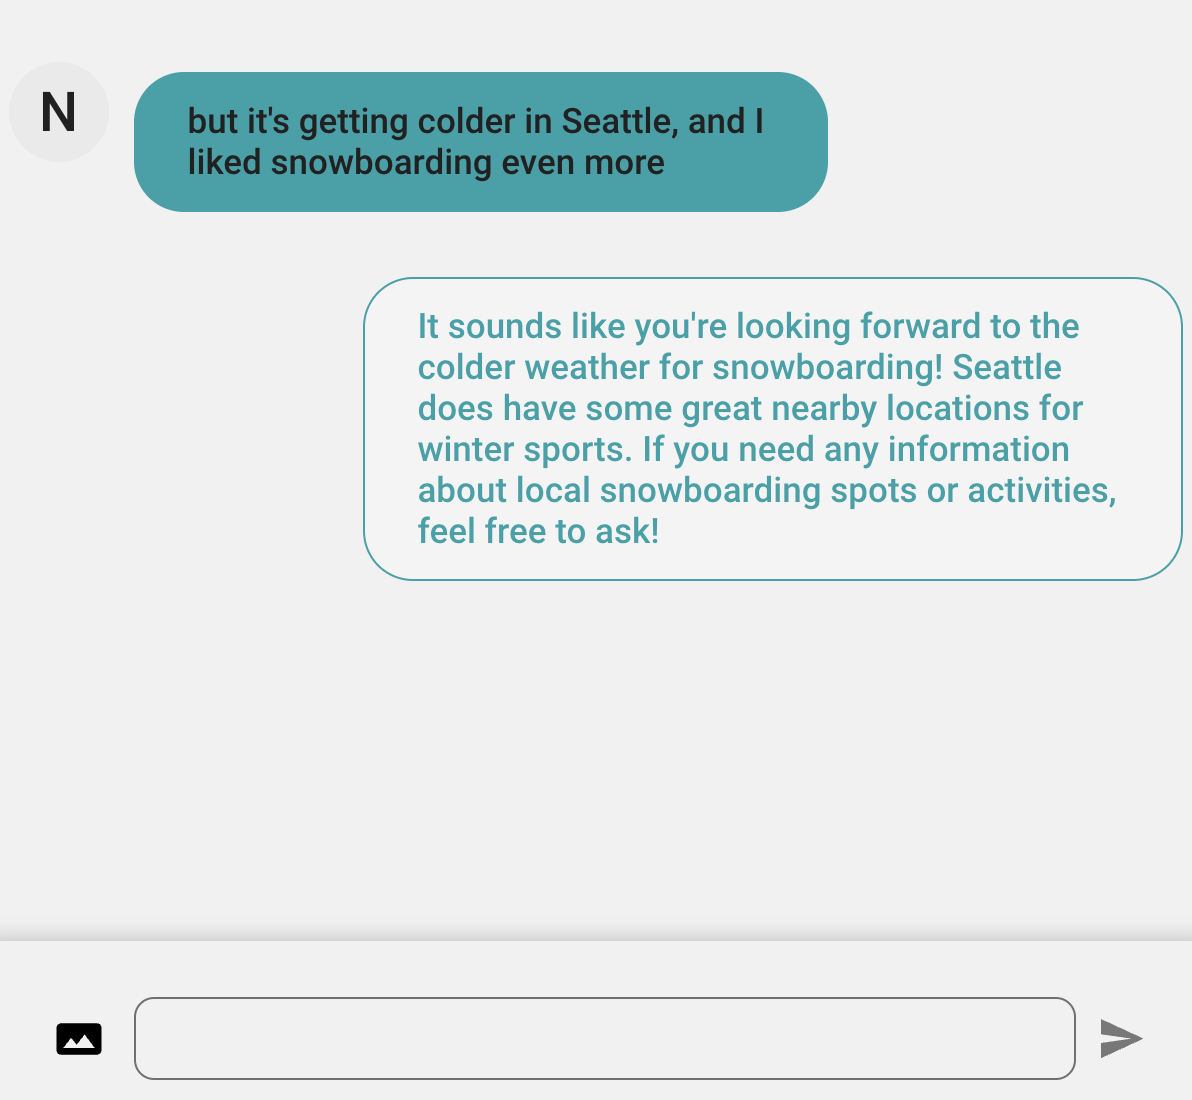 N
but it's getting colder in Seattle, and I
liked snowboarding even more
It sounds like you're looking forward to the
colder weather for snowboarding! Seattle
does have some great nearby locations for
winter sports. If you need any information
about local snowboarding spots or activities,
feel free to ask!